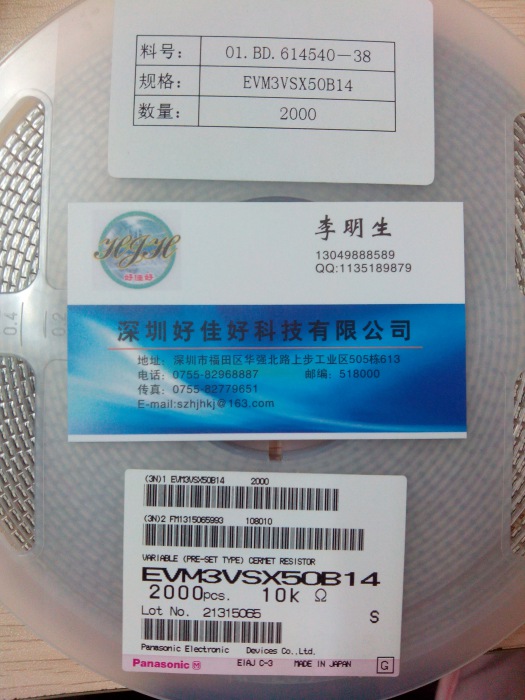 料号： 01.BD.614540-38
规格： EVM3VSX50B14
数量： 2000
HJH
好佳好
李明生
13049888589
QQ:1135189879
深圳好佳好科技有限公司
地址：深圳市福田区华强北路上步工业区505栋613
电话：0755-82968887 邮编：518000
传真：0755-82779651
E-mail:szhjhkj@163.com
0.4
0.2
(3N)1 EVM3VSX50B14 2000
(3N)2 FM1315065993 108010
VARIABLE (PRE-SET TYPE) CERMET RESISTOR
EVM3VSX50B14
2000pcs. 10k Ω
Lot No. 21315065 S
Panasonic Electronic Devices Co.,Ltd.
Panasonic M EIAJ C-3 MADE IN JAPAN G